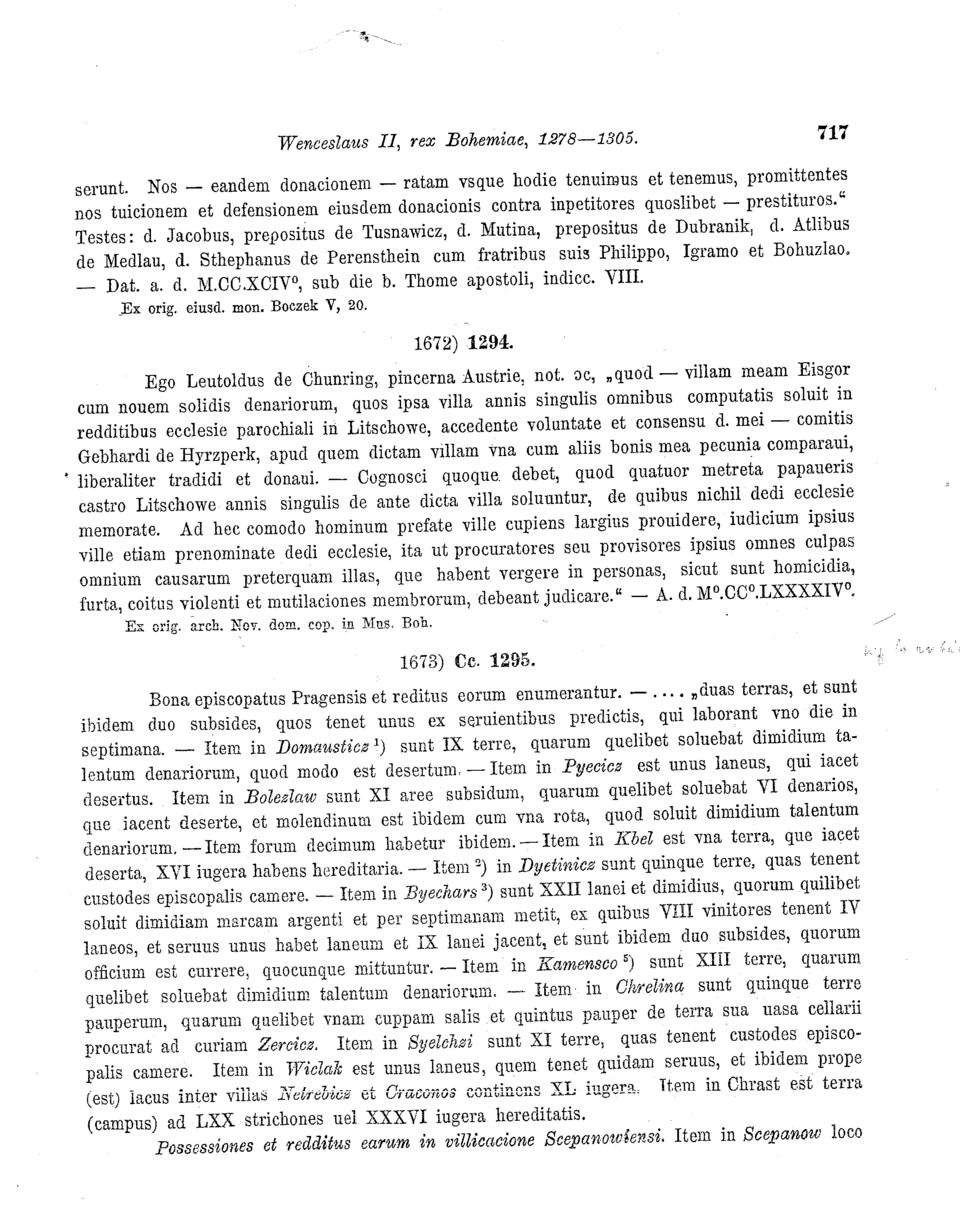 Wenceslaus II, rex Bohemiae, 1278—1305. 717
serunt. Nos — eandem donacionem — ratam vsque hodie tenuimus et tenemus, promittentes
nos tuicionem et defensionem eiusdem donacionis contra inpetitores quoslibet — prestituros.“
Testes: d. Jacobus, prepositus de Tusnawicz, d. Mutina, prepositus de Dubranik, d. Atlibus
de Medlau, d. Sthephanus de Perensthein cum fratribus suis Philippo, Igramo et Bohuzlao.
— Dat. a. d. M.CC.XCIVº, sub die b. Thome apostoli, indicc. VIII.
Ex orig. eiusd. mon. Boczek V, 20.
1672) 1294.
Ego Leutoldus de Chunring, pincerna Austrie, not. oc, „quod — villam meam Eisgor
cum nouem solidis denariorum, quos ipsa villa annis singulis omnibus computatis soluit in
redditibus ecclesie parochiali in Litschowe, accedente voluntate et consensu d. mei — comitis
Gebhardi de Hyrzperk, apud quem dictam villam vna cum aliis bonis mea pecunia comparaui,
liberaliter tradidi et donaui. — Cognosci quoque debet, quod quatuor metreta papaueris
castro Litschowe annis singulis de ante dicta villa soluuntur, de quibus nichil dedi ecclesie
memorate. Ad hec comodo hominum prefate ville cupiens largius prouidere, iudicium ipsius
ville etiam prenominate dedi ecclesie, ita ut procuratores seu provisores ipsius omnes culpas
omnium causarum preterquam illas, que habent vergere in personas, sicut sunt homicidia,
furta, coitus violenti et mutilaciones membrorum, debeant judicare.“ — A. d. Mº.CCº.LXXXXIVº.
Ex orig. arch. Nov. dom. cop. in Mus. Boh.
1673) Cc. 1295.
Bona episcopatus Pragensis et reditus eorum enumerantur. — .... „duas terras, et sunt
ibidem duo subsides, quos tenet unus ex seruientibus predictis, qui laborant vno die in
septimana. — Item in Domausticz ¹) sunt IX terre, quarum quelibet soluebat dimidium ta-
lentum denariorum, quod modo est desertum. — Item in Pyecicz est unus laneus, qui iacet
desertus. Item in Bolezlaw sunt XI aree subsidum, quarum quelibet soluebat VI denarios,
que iacent deserte, et molendinum est ibidem cum vna rota, quod soluit dimidium talentum
denariorum. — Item forum decimum habetur ibidem. — Item in Kbel est vna terra, que iacet
deserta, XVI iugera habens hereditaria. — Item ²) in Dyetinicz sunt quinque terre, quas tenent
custodes episcopalis camere. — Item in Byechars ³) sunt XXII lanei et dimidius, quorum quilibet
soluit dimidiam marcam argenti et per septimanam metit, ex quibus VIII vinitores tenent IV
laneos, et seruus unus habet laneum et IX lanei jacent, et sunt ibidem duo subsides, quorum
officium est currere, quocunque mittuntur. — Item in Kamensco ⁵) sunt XIII terre, quarum
quelibet soluebat dimidium talentum denariorum. — Item in Chrelina sunt quinque terre
pauperum, quarum quelibet vnam cuppam salis et quintus pauper de terra sua uasa cellarii
procurat ad curiam Zercicz. Item in Syelchzi sunt XI terre, quas tenent custodes episco-
palis camere. Item in Wiclak est unus laneus, quem tenet quidam seruus, et ibidem prope
(est) lacus inter villas Netrebicz et Craconos continens XL iugera. Item in Chrast est terra
(campus) ad LXX strichones uel XXXVI iugera hereditatis.
Possessiones et redditus earum in villicacione Scepanowiensi. Item in Scepanow loco